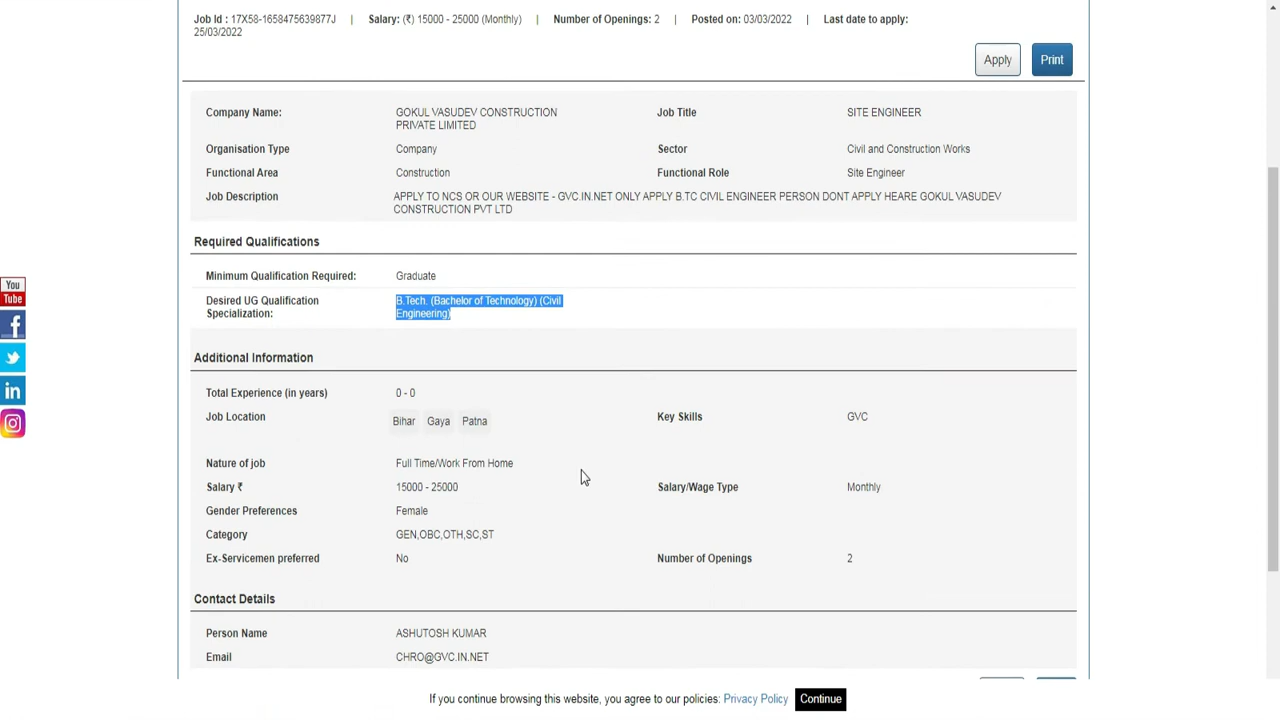 Job Id : 17X58-1658475639877J | Salary: (₹) 15000 - 25000 (Monthly) | Number of Openings: 2 | Posted on: 03/03/2022 | Last date to apply:
25/03/2022
Apply Print
Company Name: GOKUL VASUDEV CONSTRUCTION Job Title SITE ENGINEER
PRIVATE LIMITED
Organisation Type Company Sector Civil and Construction Works
Functional Area Construction Functional Role Site Engineer
Job Description APPLY TO NCS OR OUR WEBSITE - GVC.IN.NET ONLY APPLY B.TC CIVIL ENGINEER PERSON DONT APPLY HEARE GOKUL VASUDEV
CONSTRUCTION PVT LTD
Required Qualifications
Minimum Qualification Required: Graduate
Desired UG Qualification B.Tech. (Bachelor of Technology) (Civil
Specialization: Engineering)
You
Tube
Additional Information
Total Experience (in years) 0 - 0
Job Location Bihar Gaya Patna Key Skills GVC
Nature of job Full Time/Work From Home
Salary ₹ 15000 - 25000 Salary/Wage Type Monthly
Gender Preferences Female
Category GEN,OBC,OTH,SC,ST
Ex-Servicemen preferred No Number of Openings 2
Contact Details
Person Name ASHUTOSH KUMAR
Email CHRO@GVC.IN.NET
If you continue browsing this website, you agree to our policies: Privacy Policy Continue